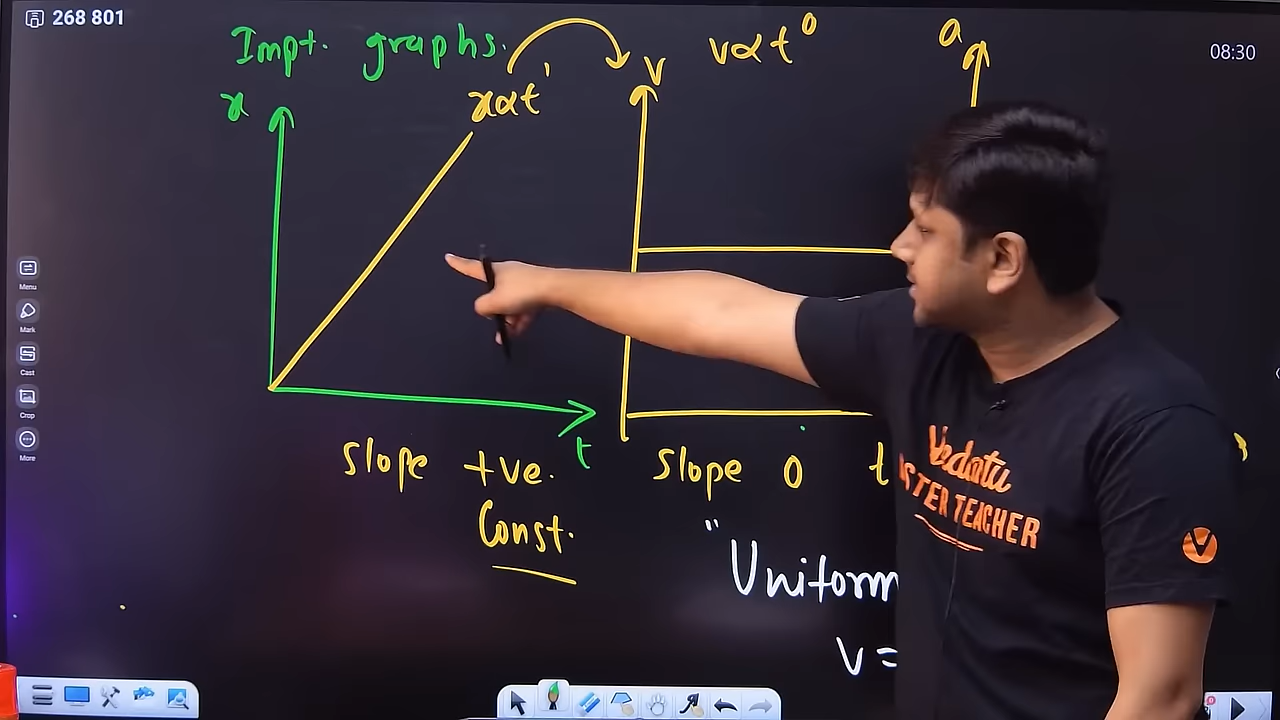 268 801
08:30
Impt. graphs.
x
x∝t¹
v
v∝t⁰
a
t
slope +ve.
Const.
slope 0
t
"Uniform
v=
Menu
Mark
Cast
Crop
More
Vedantu
MASTER TEACHER
V